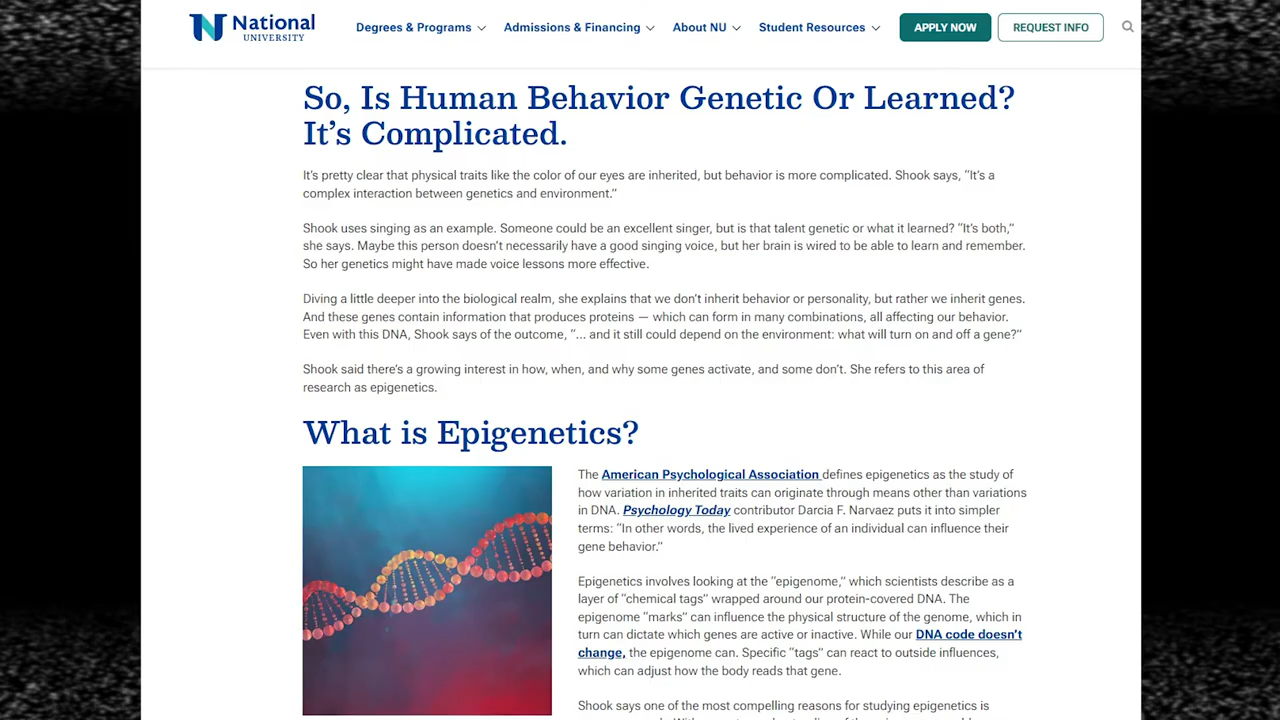 National
UNIVERSITY
Degrees & Programs
Admissions & Financing
About NU
Student Resources
APPLY NOW
REQUEST INFO
So, Is Human Behavior Genetic Or Learned?
It’s Complicated.
It’s pretty clear that physical traits like the color of our eyes are inherited, but behavior is more complicated. Shook says, “It’s a
complex interaction between genetics and environment.”
Shook uses singing as an example. Someone could be an excellent singer, but is that talent genetic or what it learned? “It’s both,”
she says. Maybe this person doesn’t necessarily have a good singing voice, but her brain is wired to be able to learn and remember.
So her genetics might have made voice lessons more effective.
Diving a little deeper into the biological realm, she explains that we don’t inherit behavior or personality, but rather we inherit genes.
And these genes contain information that produces proteins — which can form in many combinations, all affecting our behavior.
Even with this DNA, Shook says of the outcome, “... and it still could depend on the environment: what will turn on and off a gene?”
Shook said there’s a growing interest in how, when, and why some genes activate, and some don’t. She refers to this area of
research as epigenetics.
What is Epigenetics?
The American Psychological Association defines epigenetics as the study of
how variation in inherited traits can originate through means other than variations
in DNA. Psychology Today contributor Darcia F. Narvaez puts it into simpler
terms: “In other words, the lived experience of an individual can influence their
gene behavior.”
Epigenetics involves looking at the “epigenome,” which scientists describe as a
layer of “chemical tags” wrapped around our protein-covered DNA. The
epigenome “marks” can influence the physical structure of the genome, which in
turn can dictate which genes are active or inactive. While our DNA code doesn’t
change, the epigenome can. Specific “tags” can react to outside influences,
which can adjust how the body reads that gene.
Shook says one of the most compelling reasons for studying epigenetics is